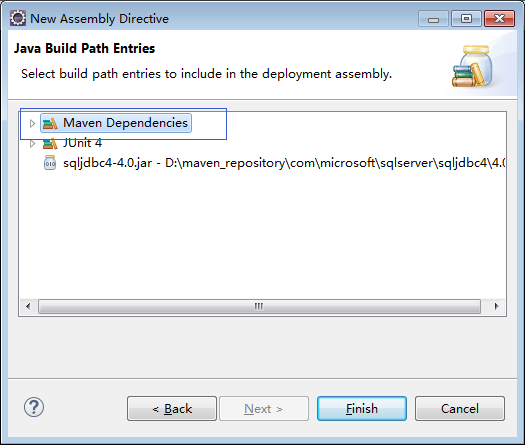 New Assembly Directive
Java Build Path Entries
Select build path entries to include in the deployment assembly.
Maven Dependencies
JUnit 4
sqljdbc4-4.0.jar - D:\maven_repository\com\microsoft\sqlserver\sqljdbc4\4.0
< Back
Next >
Finish
Cancel